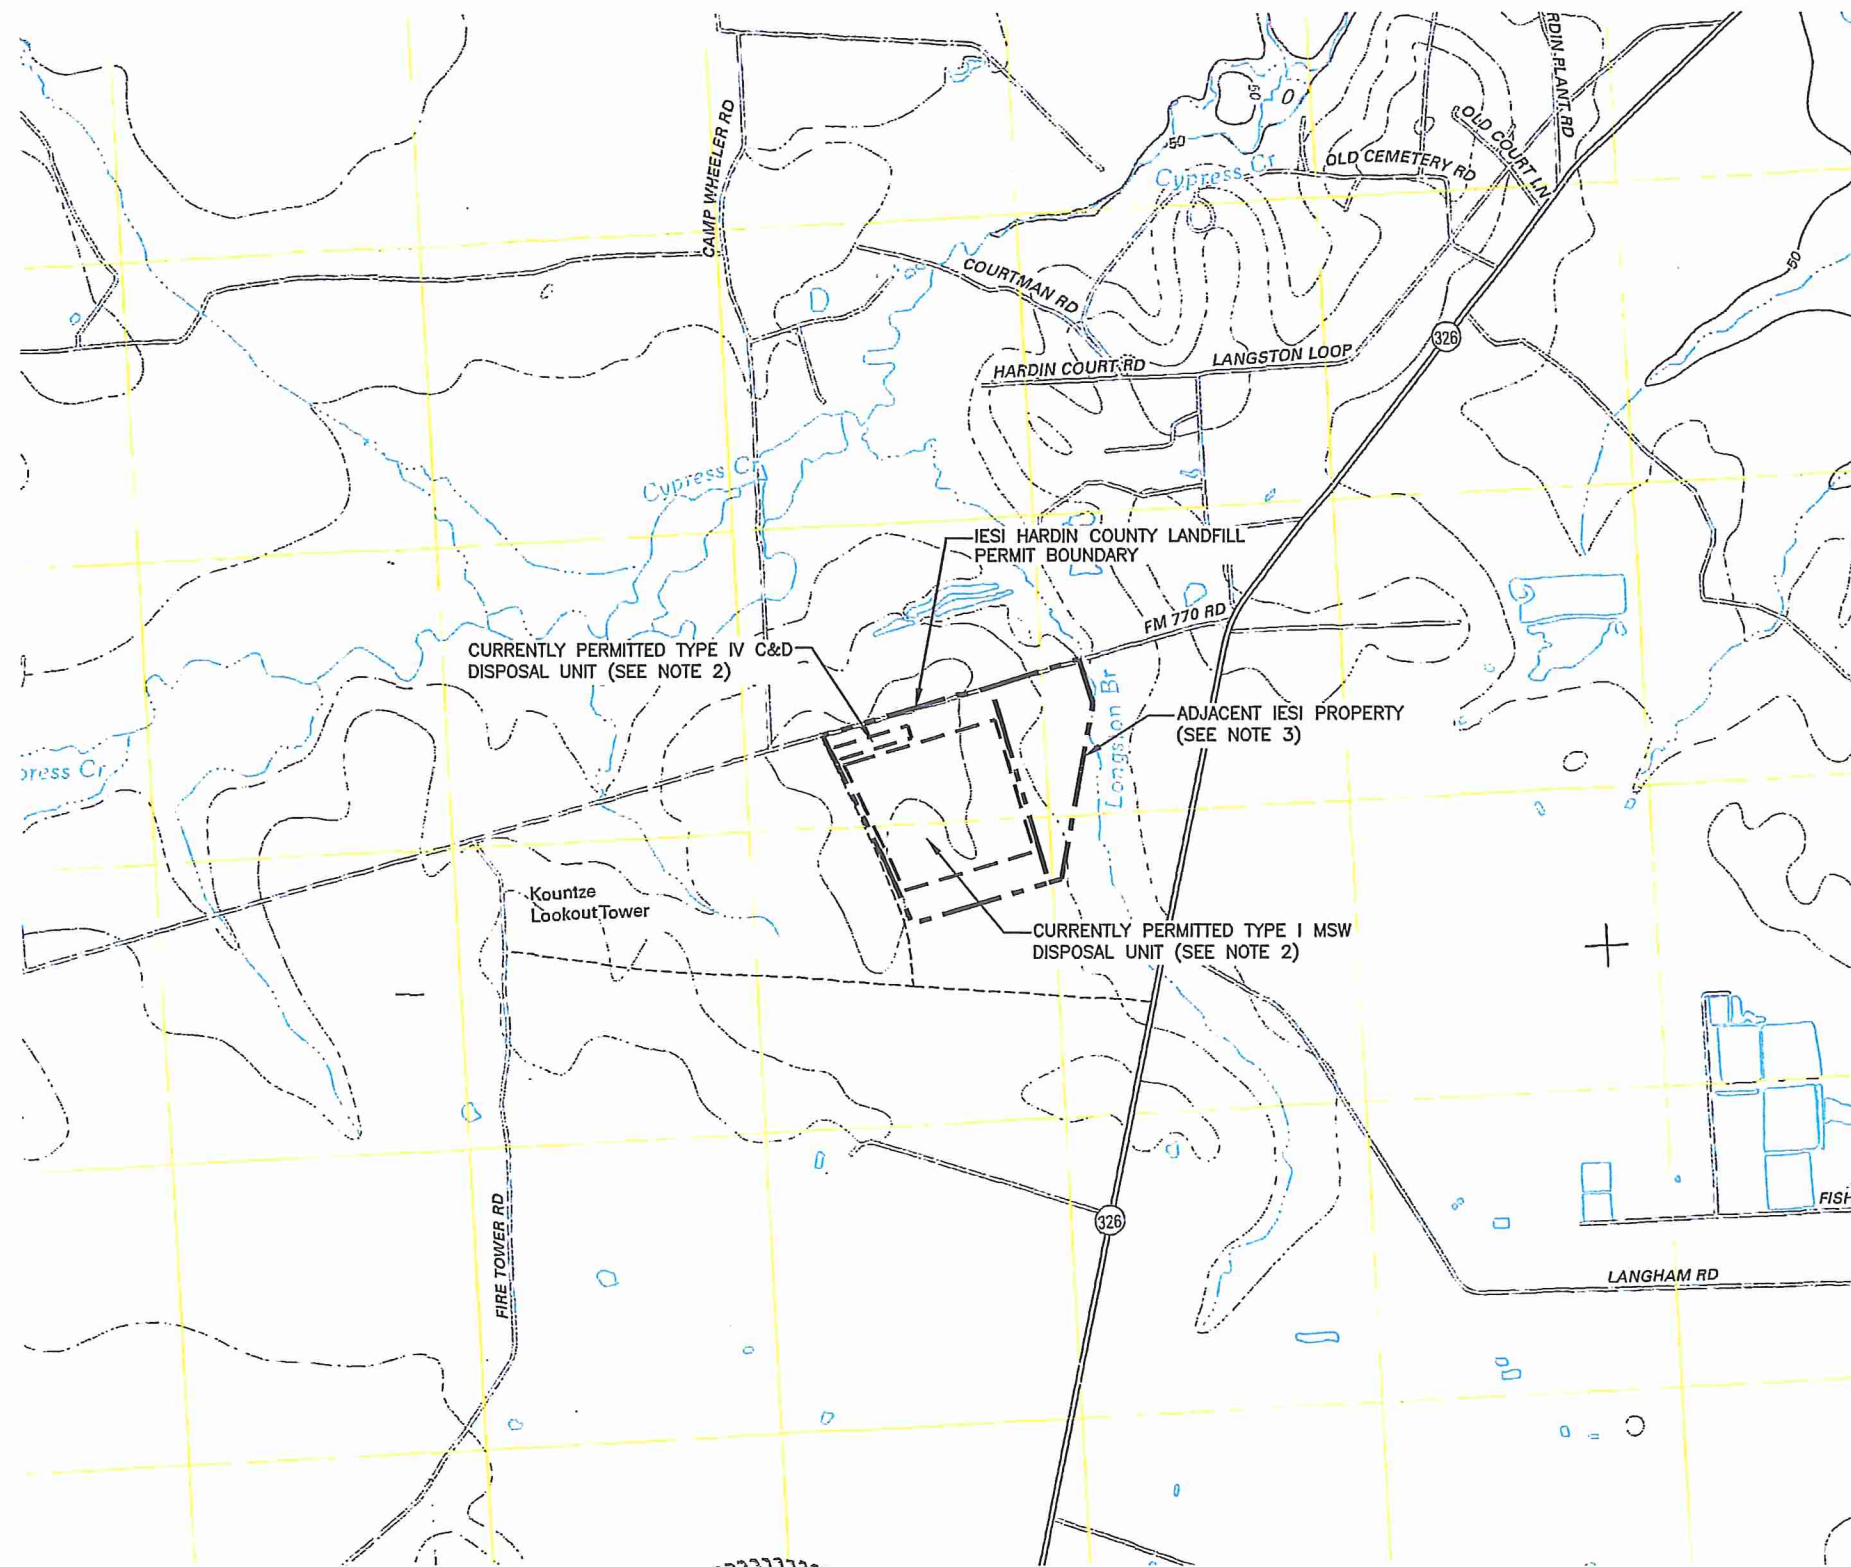 CAMP WHEELER RD
50
50
0
Cypress Cr
OLD CEMETERY RD
OLD COURT LN
RDIN PLANT RD
50
COURTMAN RD
D
326
HARDIN COURT RD
LANGSTON LOOP
Cypress Cr
IESI HARDIN COUNTY LANDFILL
PERMIT BOUNDARY
FM 770 RD
CURRENTLY PERMITTED TYPE IV C&D
DISPOSAL UNIT (SEE NOTE 2)
ADJACENT IESI PROPERTY
(SEE NOTE 3)
Longston Br
press Cr
Kountze
Lookout Tower
CURRENTLY PERMITTED TYPE I MSW
DISPOSAL UNIT (SEE NOTE 2)
FISH
326
FIRE TOWER RD
LANGHAM RD